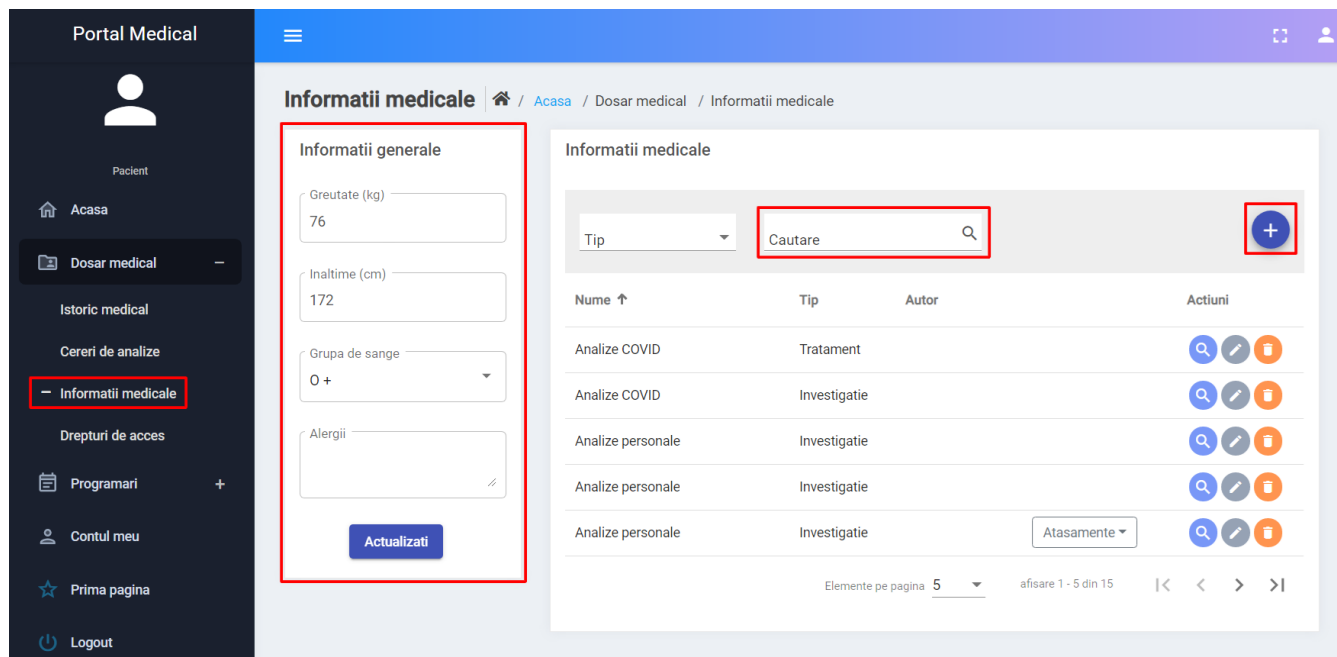 Portal Medical
Pacient
Acasa
Dosar medical
Istoric medical
Cereri de analize
Informatii medicale
Drepturi de acces
Programari
Contul meu
Prima pagina
Logout
Informatii medicale / Acasa / Dosar medical / Informatii medicale
Informatii generale
Greutate (kg)
76
Inaltime (cm)
172
Grupa de sange
O +
Alergii
Actualizati
Informatii medicale
Tip Cautare
Nume Tip Autor Actiuni
Analize COVID Tratament
Analize COVID Investigatie
Analize personale Investigatie
Analize personale Investigatie
Analize personale Investigatie Atasamente
Elemente pe pagina 5 afisare 1 - 5 din 15